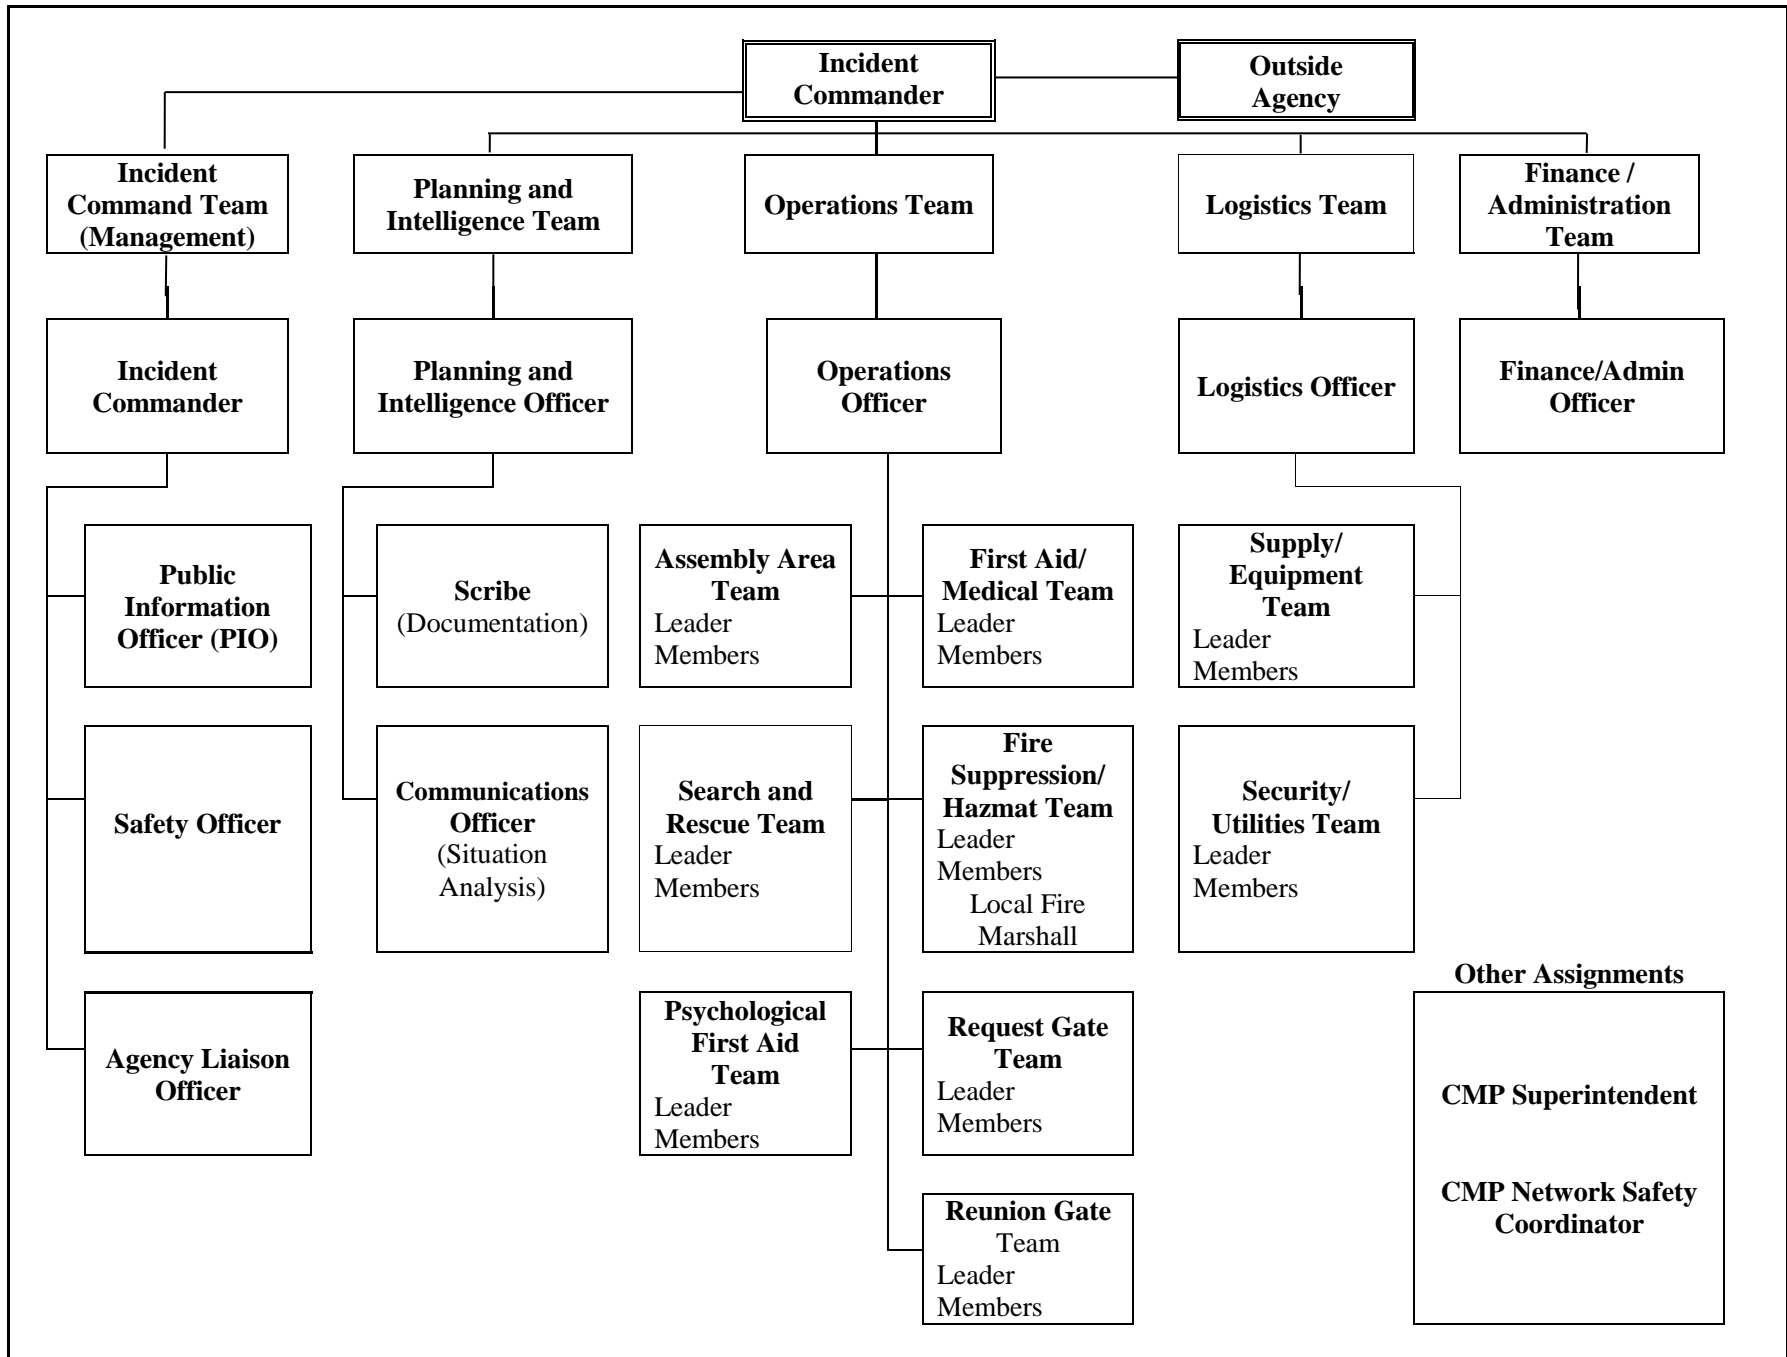 Incident
Commander
Outside
Agency
Incident
Command Team
(Management)
Planning and
Intelligence Team
Operations Team
Logistics Team
Finance /
Administration
Team
Incident
Commander
Planning and
Intelligence Officer
Operations
Officer
Logistics Officer
Finance/Admin
Officer
Public
Information
Officer (PIO)
Scribe
(Documentation)
Assembly Area
Team
Leader
Members
First Aid/
Medical Team
Leader
Members
Supply/
Equipment
Team
Leader
Members
Safety Officer
Communications
Officer
(Situation
Analysis)
Search and
Rescue Team
Leader
Members
Fire
Suppression/
Hazmat Team
Leader
Members
Local Fire
Marshall
Security/
Utilities Team
Leader
Members
Agency Liaison
Officer
Psychological
First Aid
Team
Leader
Members
Request Gate
Team
Leader
Members
Reunion Gate
Team
Leader
Members
Other Assignments
CMP Superintendent
CMP Network Safety
Coordinator